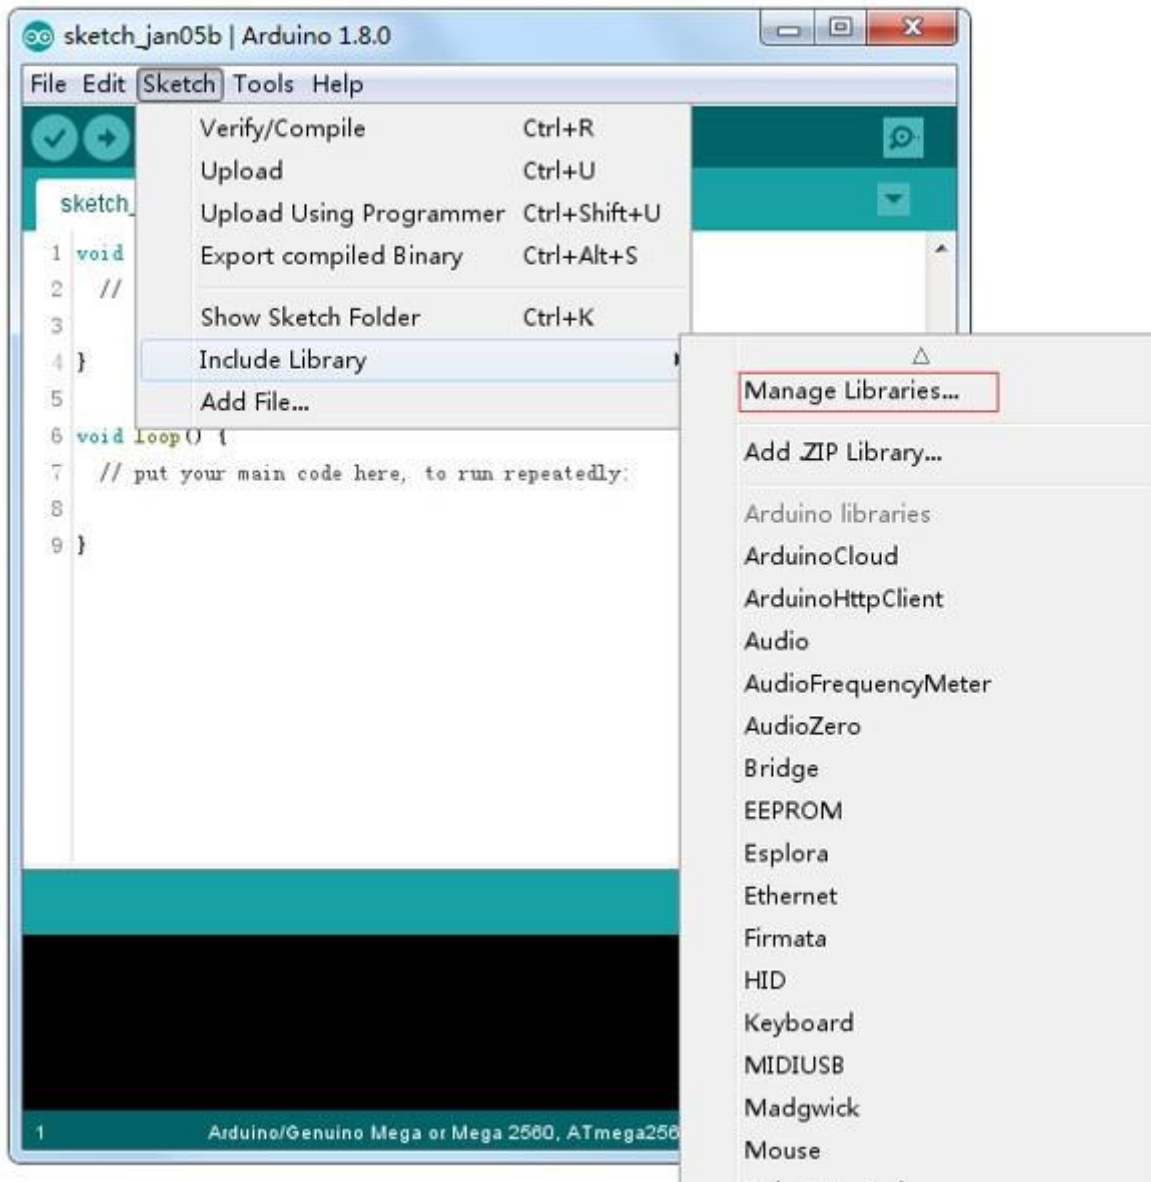 sketch_jan05b | Arduino 1.8.0
File Edit Sketch Tools Help
Verify/Compile Ctrl+R
Upload Ctrl+U
Upload Using Programmer Ctrl+Shift+U
Export compiled Binary Ctrl+Alt+S
Show Sketch Folder Ctrl+K
Include Library
Add File...
sketch_
1 void
2 //
3
4 }
5
6 void loop() {
7 // put your main code here, to run repeatedly:
8
9 }
Manage Libraries...
Add .ZIP Library...
Arduino libraries
ArduinoCloud
ArduinoHttpClient
Audio
AudioFrequencyMeter
AudioZero
Bridge
EEPROM
Esplora
Ethernet
Firmata
HID
Keyboard
MIDIUSB
Madgwick
Mouse
1 Arduino/Genuino Mega or Mega 2560, ATmega256